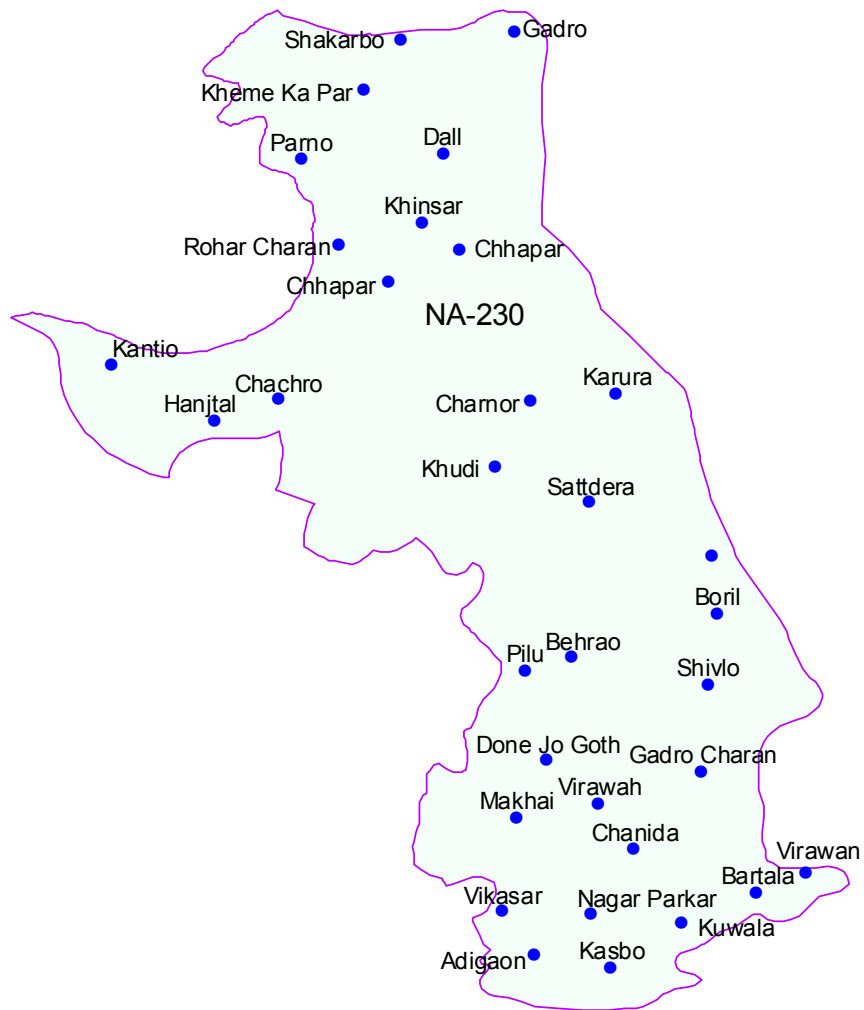 Gadro
Shakarbo
Kheme Ka Par
Dall
Parno
Khinsar
Rohar Charan
Chhapar
Chhapar
NA-230
Kantio
Karura
Chachro
Hanjtal
Charnor
Khudi
Sattdera
Boril
Behrao
Pilu
Shivlo
Done Jo Goth
Gadro Charan
Virawah
Makhai
Chanida
Virawan
Bartala
Vikasar
Nagar Parkar
Kuwala
Adigaon
Kasbo